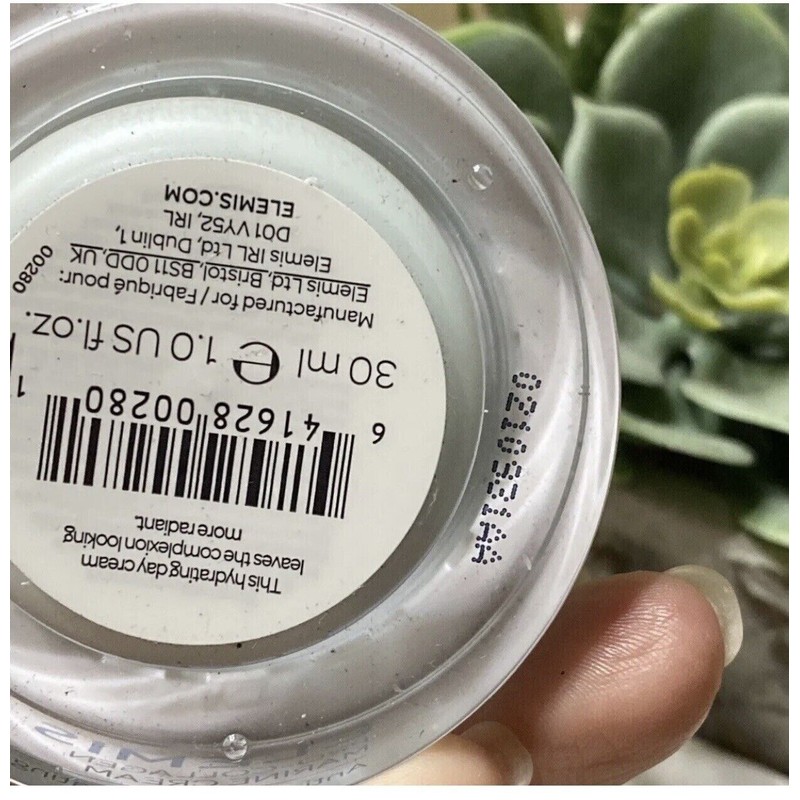 This hydrating day cream
leaves the complexion looking
more radiant.
6 41628 00280 1
30 ml ℮ 1.0 US fl.oz.
Manufactured for / Fabriqué pour:
Elemis Ltd, Bristol, BS11 0DD, UK
Elemis IRL Ltd, Dublin 1,
D01 VY52, IRL
ELEMIS.COM
00280